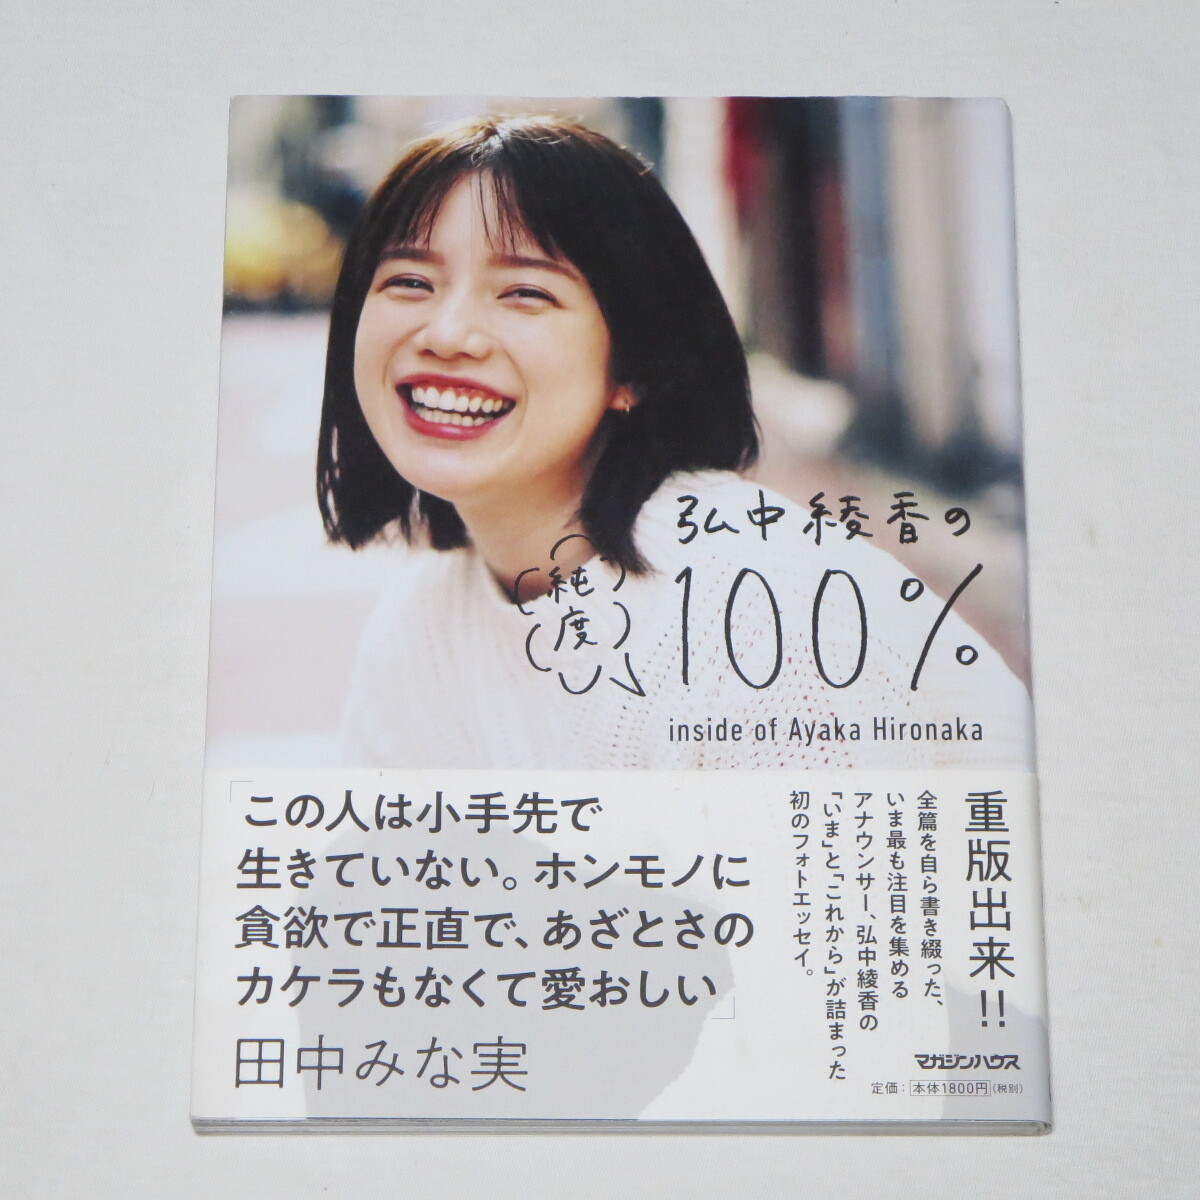 弘中綾香の
純度
100%
inside of Ayaka Hironaka
「この人は小手先で
生きていない。ホンモノに
貪欲で正直で、あざとさの
カケラもなくて愛おしい」
田中みな実
重版出来!!
全篇を自ら書き綴った、
いま最も注目を集める
アナウンサー、弘中綾香の
「いま」と「これから」が詰まった
初のフォトエッセイ。
マガジンハウス
定価:本体1800円(税別)